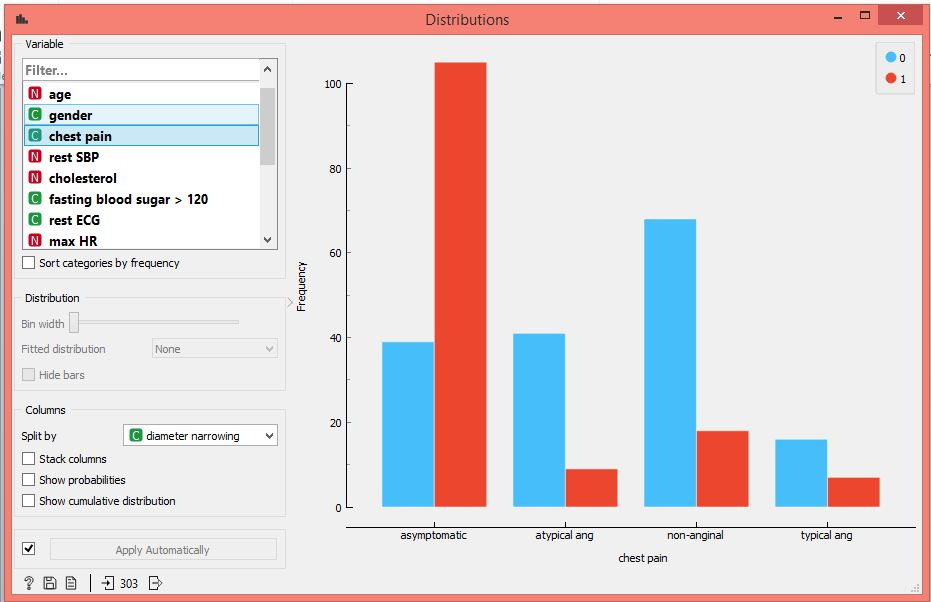 Distributions
Variable
Filter...
N age
C gender
C chest pain
N rest SBP
N cholesterol
C fasting blood sugar > 120
C rest ECG
N max HR
Sort categories by frequency
Distribution
Bin width
Fitted distribution None
Hide bars
Columns
Split by C diameter narrowing
Stack columns
Show probabilities
Show cumulative distribution
Apply Automatically
? 303
0
1
Frequency
100
80
60
40
20
0
asymptomatic atypical ang non-anginal typical ang
chest pain